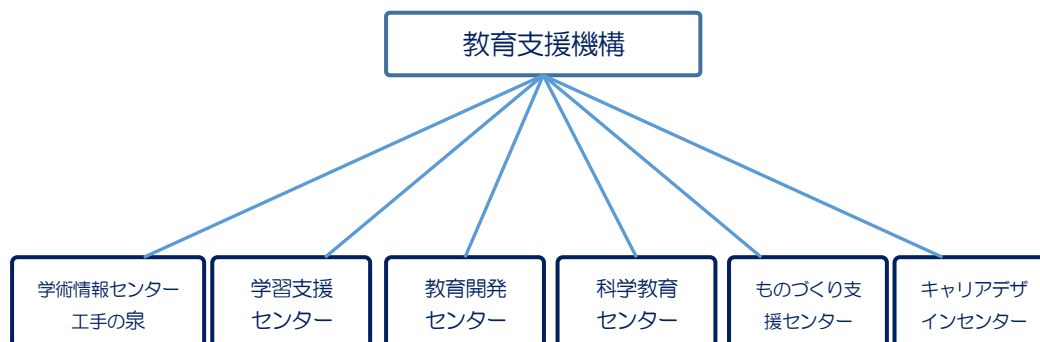 教育支援機構
学術情報センター
工手の泉
学習支援
センター
教育開発
センター
科学教育
センター
ものづくり支
援センター
キャリアデザ
インセンター